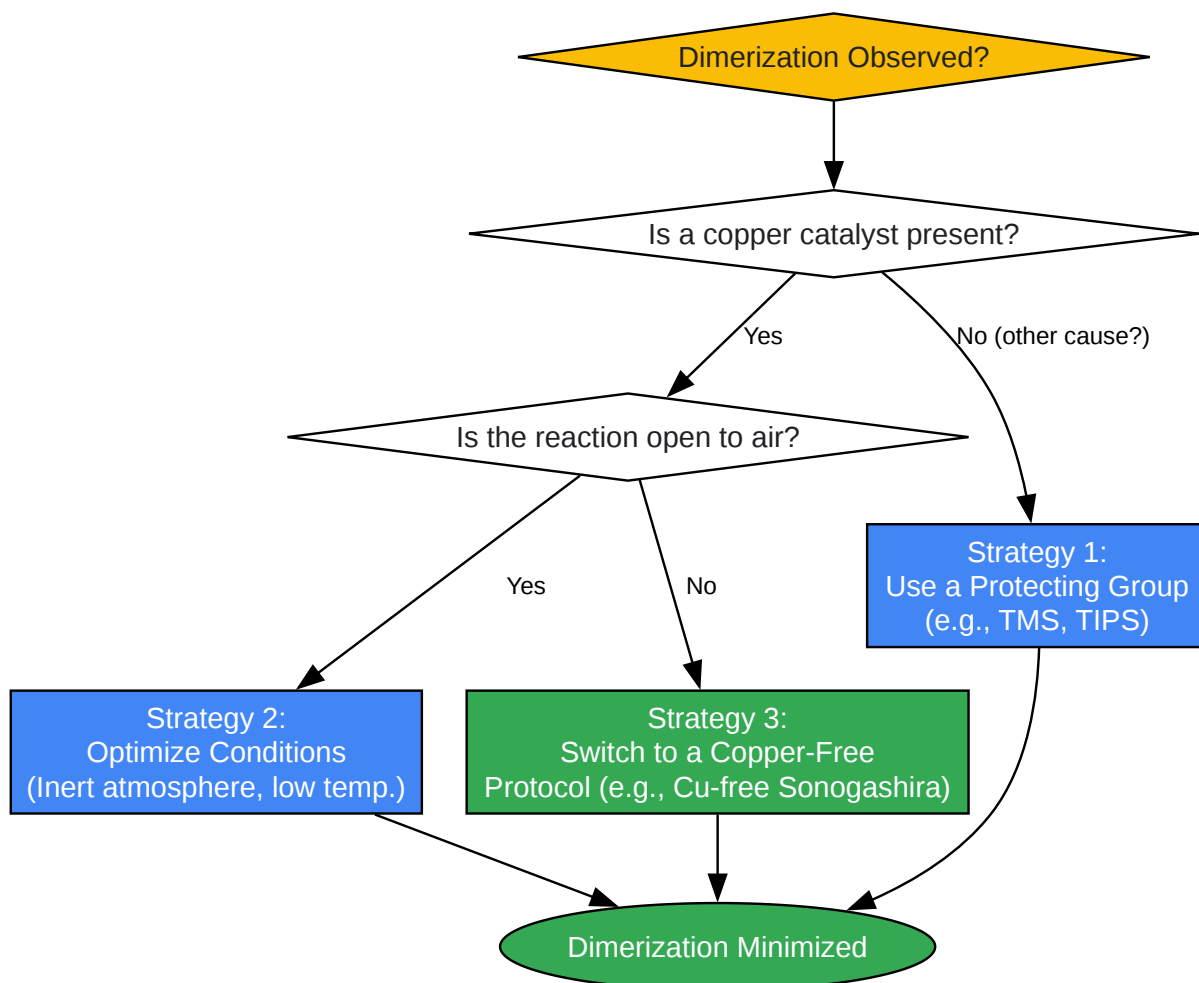 Dimerization Observed?
Is a copper catalyst present?
Yes
No (other cause?)
Is the reaction open to air?
Yes
No
Strategy 1:
Use a Protecting Group
(e.g., TMS, TIPS)
Strategy 2:
Optimize Conditions
(Inert atmosphere, low temp.)
Strategy 3:
Switch to a Copper-Free
Protocol (e.g., Cu-free Sonogashira)
Dimerization Minimized